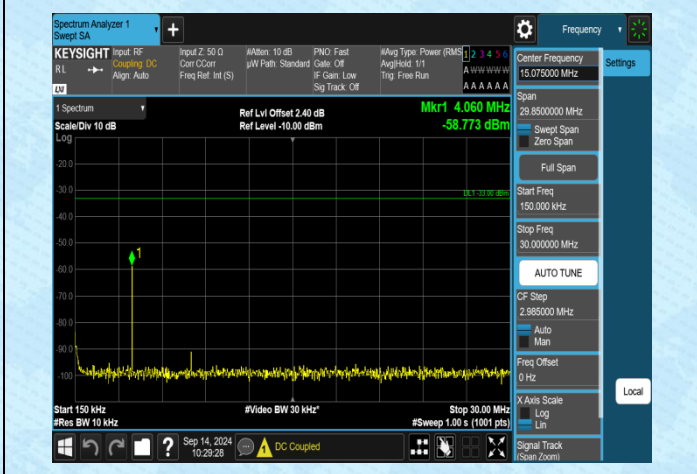 Spectrum Analyzer 1
Swept SA
+
Frequency
KEYSIGHT
RL
LXI
Input: RF
Coupling: DC
Align: Auto
Input Z: 50 Ω
Corr CCorr
Freq Ref: Int (S)
#Atten: 10 dB
µW Path: Standard
PNO: Fast
Gate: Off
IF Gain: Low
Sig Track: Off
#Avg Type: Power (RMS
Avg|Hold: 1/1
Trig: Free Run
1 2 3 4 5 6
A W W W W W
A A A A A A
1 Spectrum
Scale/Div 10 dB
Log
Ref Lvl Offset 2.40 dB
Ref Level -10.00 dBm
Mkr1 4.060 MHz
-58.773 dBm
-20.0
-30.0
DL1 -33.00 dBm
-40.0
-50.0
1
-60.0
-70.0
-80.0
-90.0
-100
Start 150 kHz
#Res BW 10 kHz
#Video BW 30 kHz*
Stop 30.00 MHz
#Sweep 1.00 s (1001 pts)
Center Frequency
15.075000 MHz
Settings
Span
29.8500000 MHz
Swept Span
Zero Span
Full Span
Start Freq
150.000 kHz
Stop Freq
30.000000 MHz
AUTO TUNE
CF Step
2.985000 MHz
Auto
Man
Freq Offset
0 Hz
X Axis Scale
Log
Lin
Local
Signal Track
(Span Zoom)
?
Sep 14, 2024
10:29:28
DC Coupled